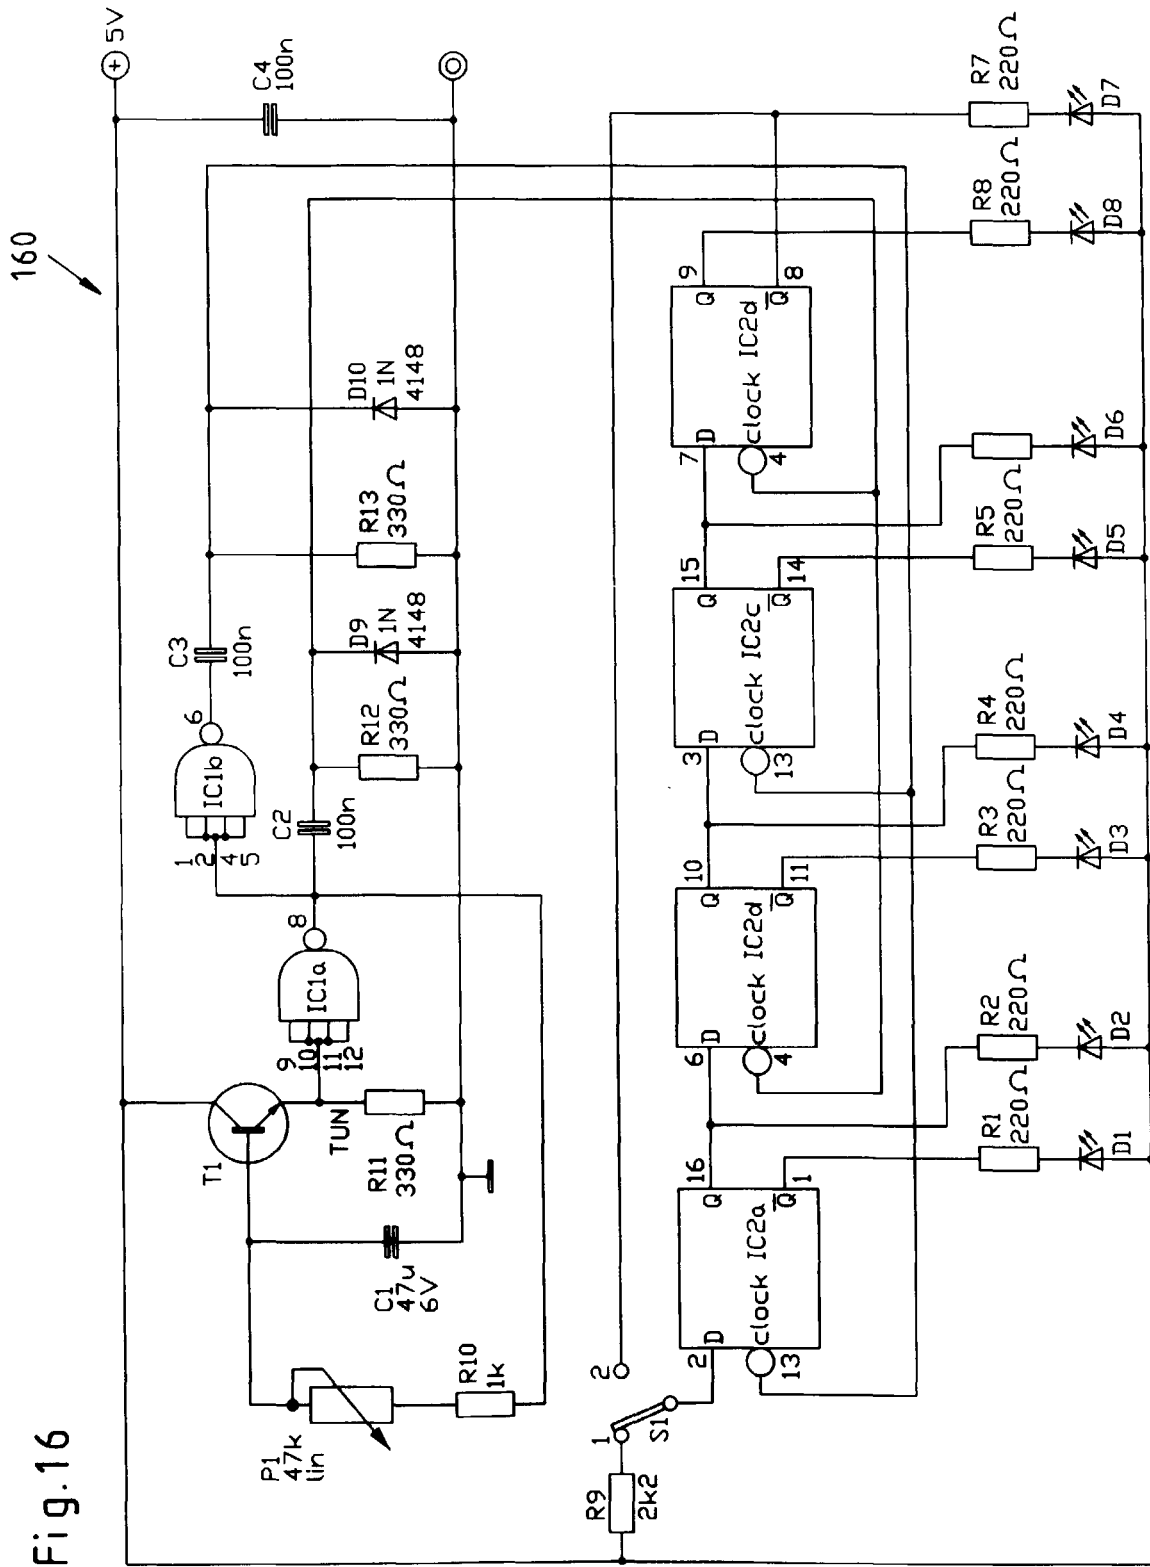 Fig.16
160
5V
C4
100n
P1
47k
lin
R10
1k
C1
47u
6V
T1
TUN
R11
330Ω
9
10
11
12
IC1a
8
1
2
4
5
IC1b
6
C2
100n
C3
100n
R12
330Ω
D9
1N
4148
R13
330Ω
D10
1N
4148
R9
2k2
1
2
S1
2
D
clock IC2a
13
Q
16
Q
1
6
D
clock IC2d
4
Q
10
Q
11
3
D
clock IC2c
13
Q
15
Q
14
7
D
clock IC2d
4
Q
9
Q
8
R1
220Ω
R2
220Ω
R3
220Ω
R4
220Ω
R5
220Ω
R8
220Ω
R7
220Ω
D1
D2
D3
D4
D5
D6
D8
D7